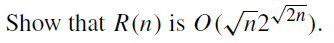 Show that R(n) is O(√n2^√2n).